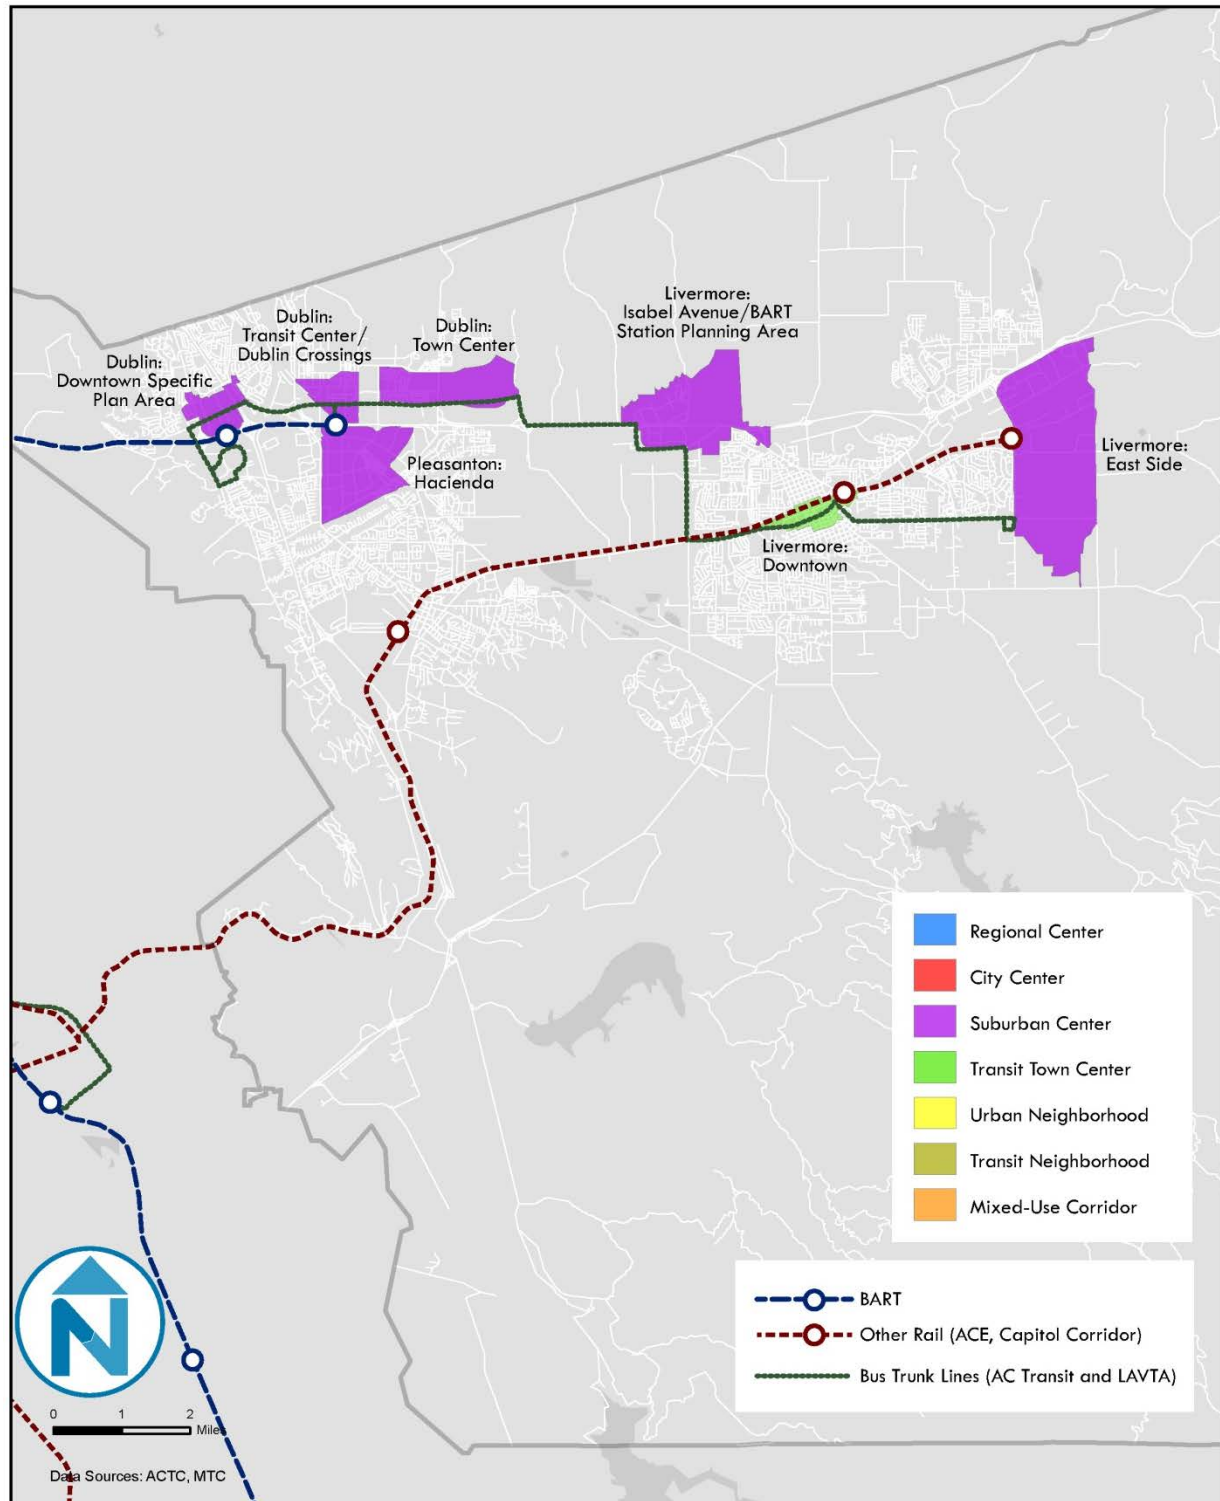 Livermore:
Isabel Avenue/BART
Station Planning Area
Dublin:
Transit Center/
Dublin Crossings
Dublin:
Town Center
Dublin:
Downtown Specific
Plan Area
Pleasanton:
Hacienda
Livermore:
East Side
Livermore:
Downtown
Regional Center
City Center
Suburban Center
Transit Town Center
Urban Neighborhood
Transit Neighborhood
Mixed-Use Corridor
BART
Other Rail (ACE, Capitol Corridor)
Bus Trunk Lines (AC Transit and LAVTA)
N
0 1 2
Miles
Data Sources: ACTC, MTC